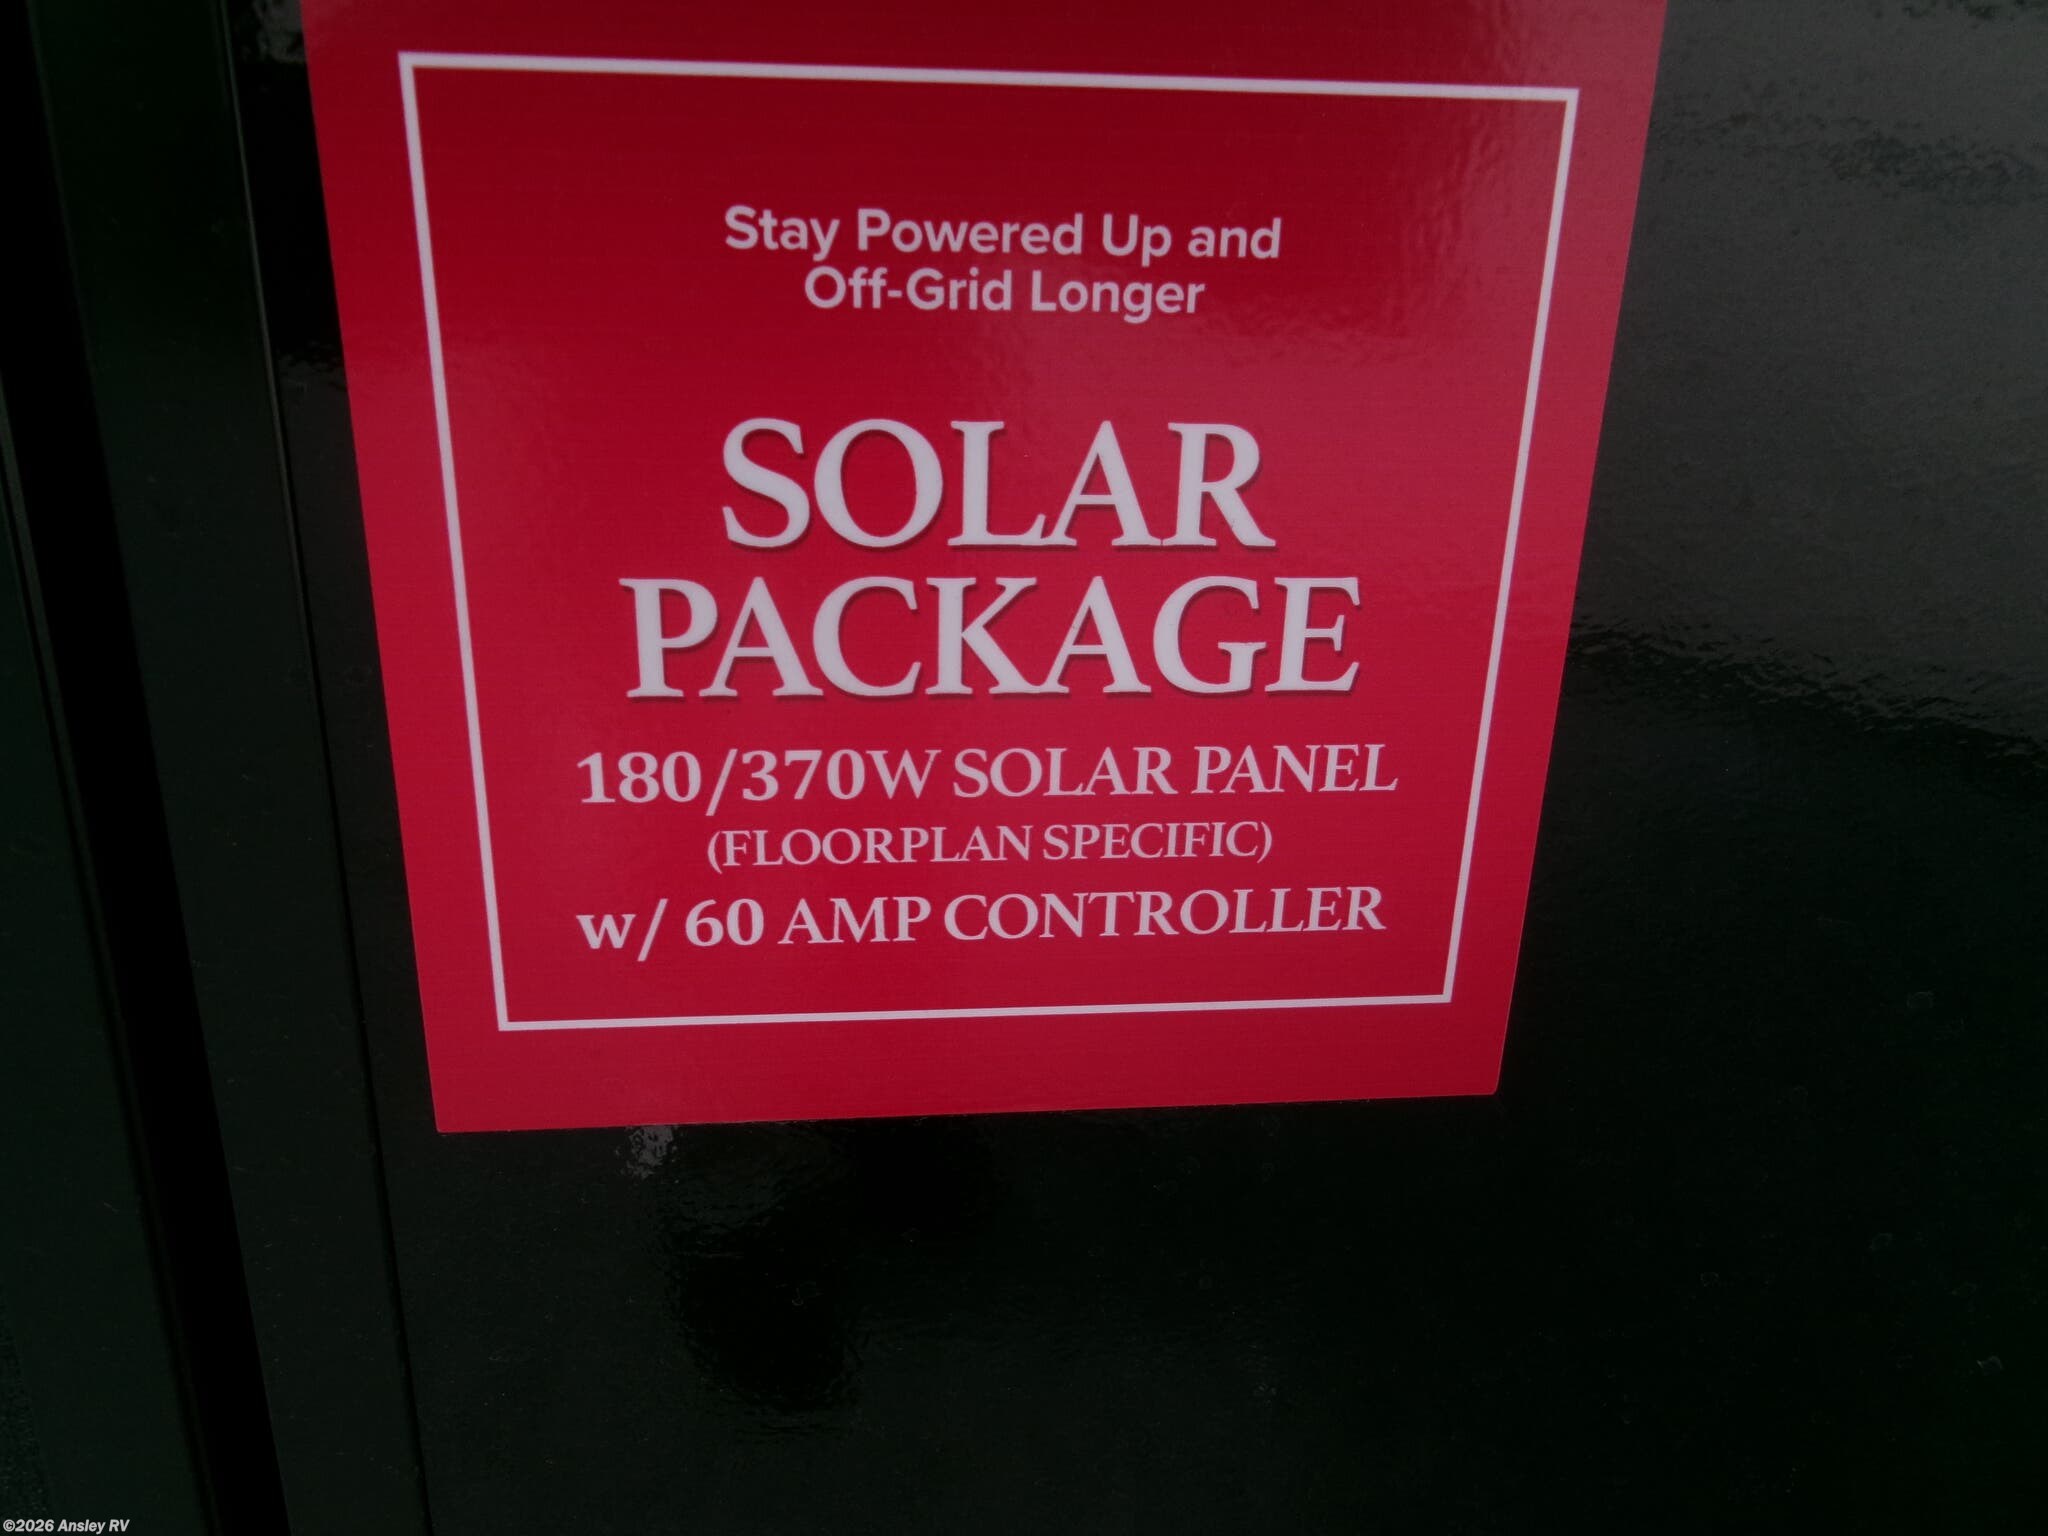 Stay Powered Up and
Off-Grid Longer
SOLAR
PACKAGE
180/370W SOLAR PANEL
(FLOORPLAN SPECIFIC)
w/ 60 AMP CONTROLLER
©2026 Ansley RV